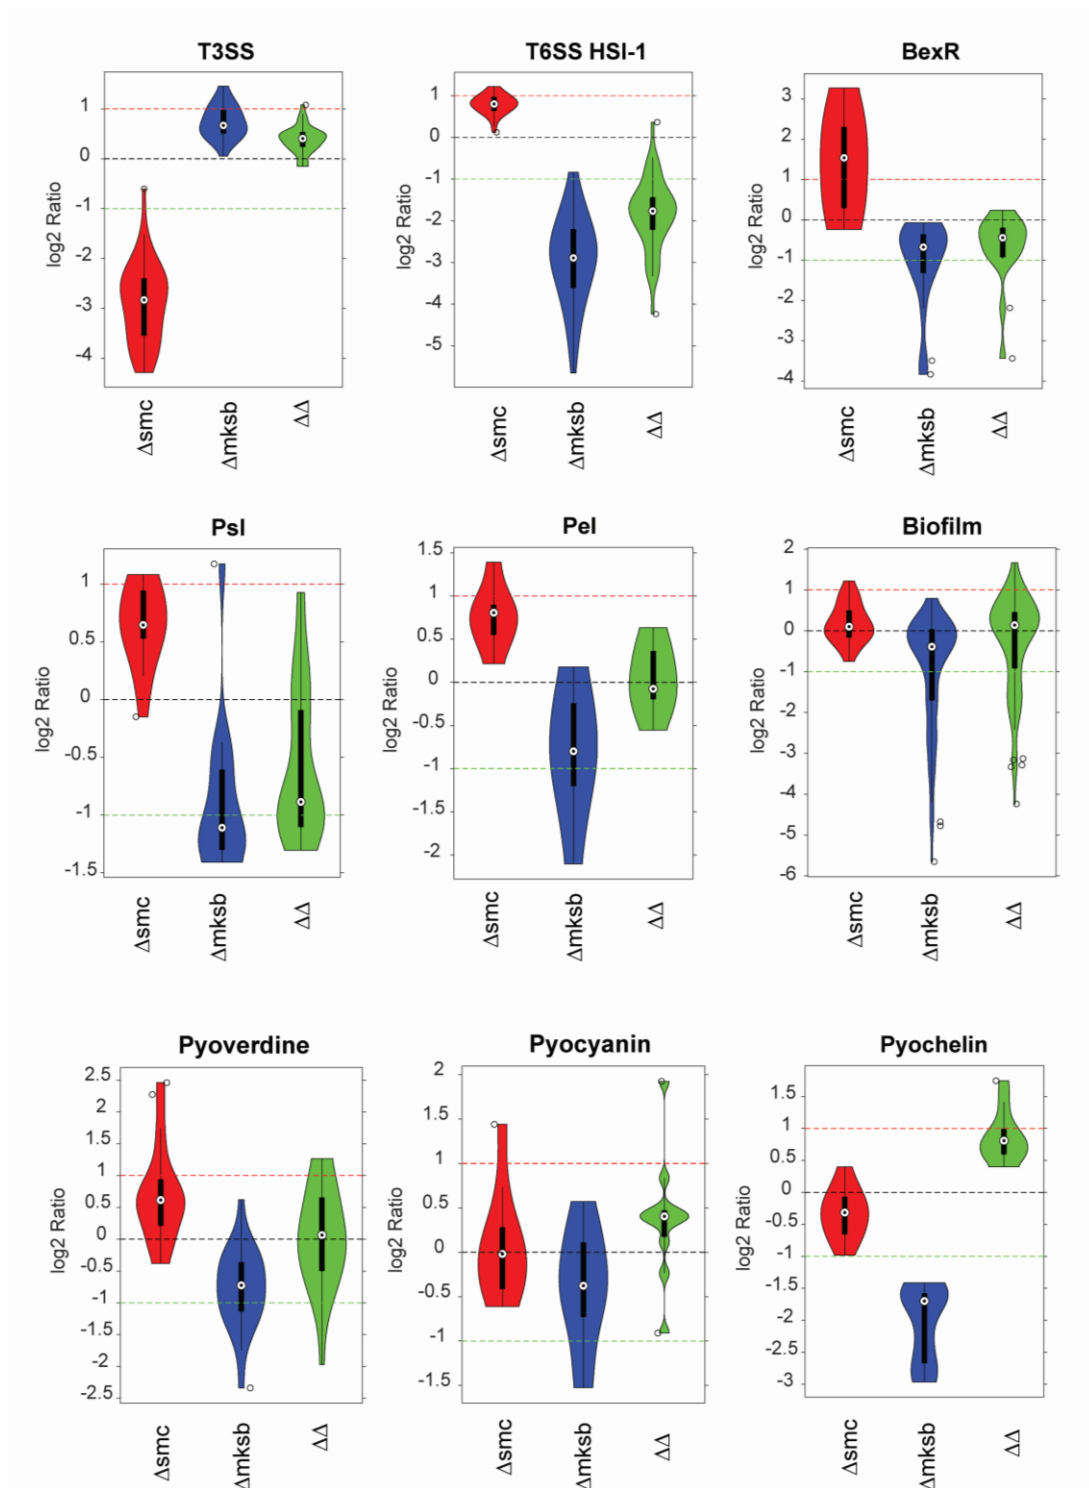 T3SS
T6SS HSI-1
BexR
log2 Ratio
1
0
-1
-2
-3
-4
log2 Ratio
1
0
-1
-2
-3
-4
-5
log2 Ratio
3
2
1
0
-1
-2
-3
-4
Δsmc
Δmksb
ΔΔ
Δsmc
Δmksb
ΔΔ
Δsmc
Δmksb
ΔΔ
Psl
Pel
Biofilm
log2 Ratio
1
0.5
0
-0.5
-1
-1.5
log2 Ratio
1.5
1
0.5
0
-0.5
-1
-1.5
-2
log2 Ratio
2
1
0
-1
-2
-3
-4
-5
-6
Δsmc
Δmksb
ΔΔ
Δsmc
Δmksb
ΔΔ
Δsmc
Δmksb
ΔΔ
Pyoverdine
Pyocyanin
Pyochelin
log2 Ratio
2.5
2
1.5
1
0.5
0
-0.5
-1
-1.5
-2
-2.5
log2 Ratio
2
1.5
1
0.5
0
-0.5
-1
-1.5
log2 Ratio
1.5
1
0.5
0
-0.5
-1
-1.5
-2
-2.5
-3
Δsmc
Δmksb
ΔΔ
Δsmc
Δmksb
ΔΔ
Δsmc
Δmksb
ΔΔ